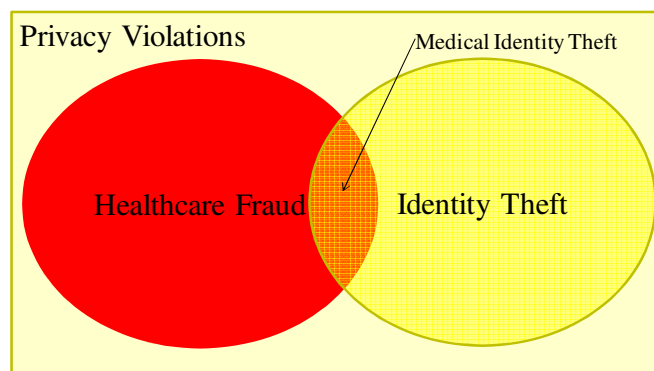 Privacy Violations
Medical Identity Theft
Healthcare Fraud
Identity Theft